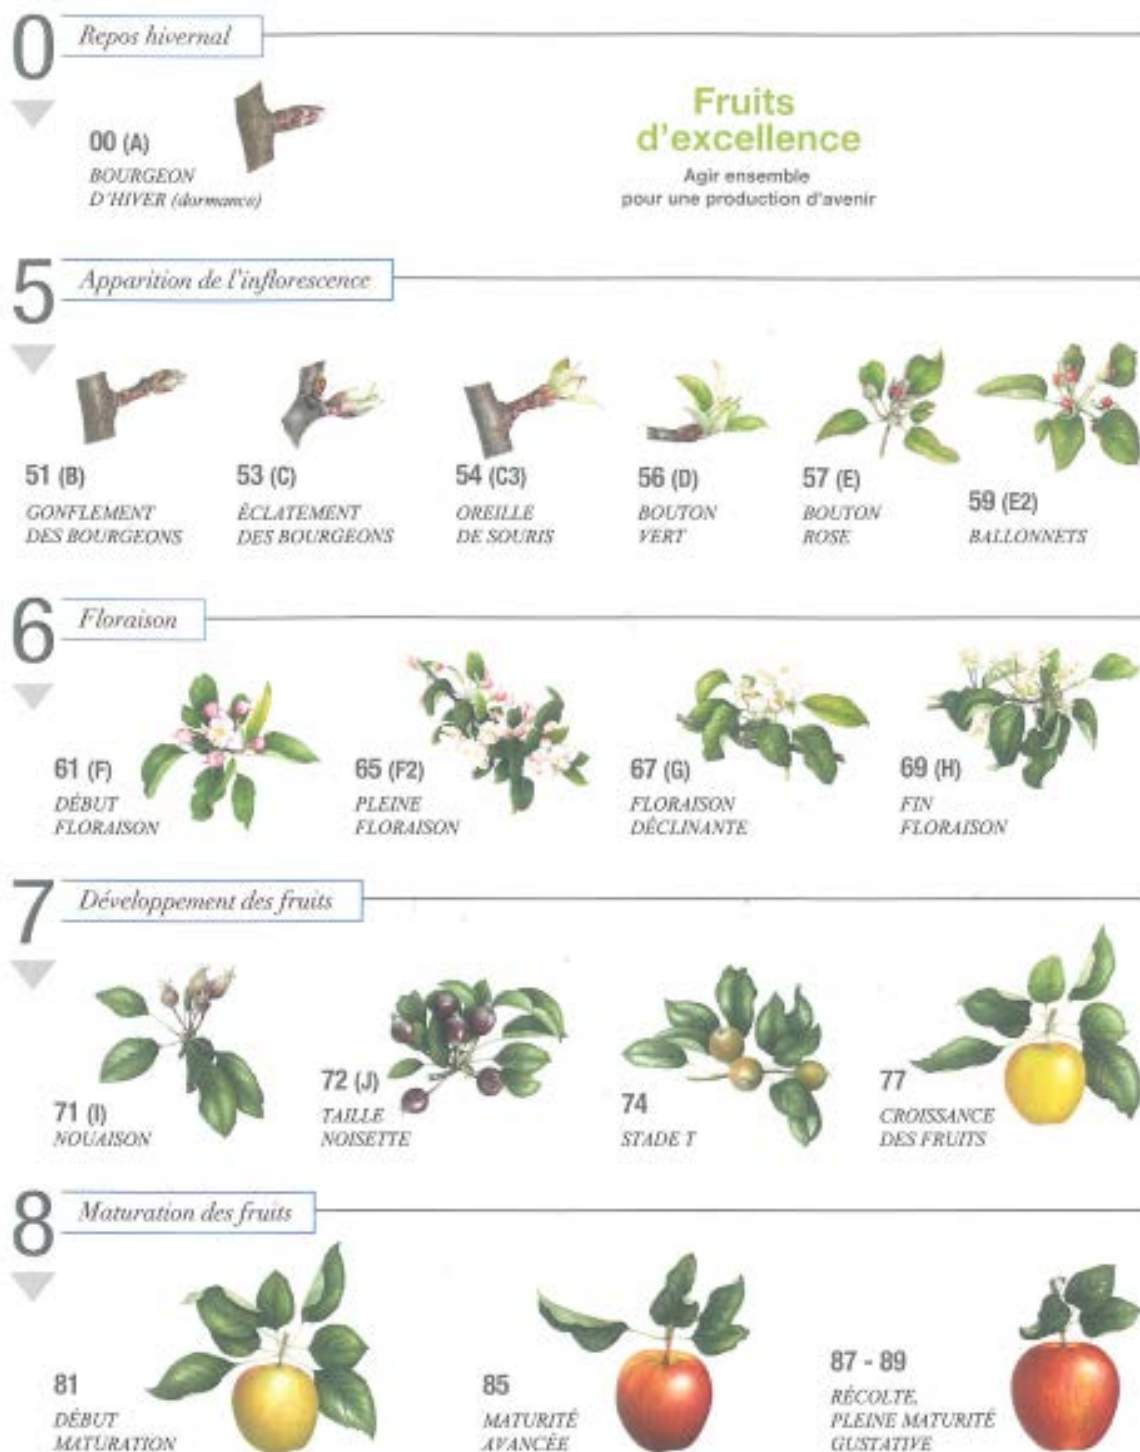 0 Repos hivernal
00 (A)
BOURGEON
D'HIVER (dormance)
Fruits
d'excellence
Agir ensemble
pour une production d'avenir
5 Apparition de l'inflorescence
51 (B)
GONFLEMENT
DES BOURGEONS
53 (C)
ÉCLATEMENT
DES BOURGEONS
54 (C3)
OREILLE
DE SOURIS
56 (D)
BOUTON
VERT
57 (E)
BOUTON
ROSE
59 (E2)
BALLONNETS
6 Floraison
61 (F)
DÉBUT
FLORAISON
65 (F2)
PLEINE
FLORAISON
67 (G)
FLORAISON
DÉCLINANTE
69 (H)
FIN
FLORAISON
7 Développement des fruits
71 (I)
NOUAISON
72 (J)
TAILLE
NOISETTE
74
STADE T
77
CROISSANCE
DES FRUITS
8 Maturation des fruits
81
DÉBUT
MATURATION
85
MATURITÉ
AVANCÉE
87 - 89
RÉCOLTE,
PLEINE MATURITÉ
GUSTATIVE